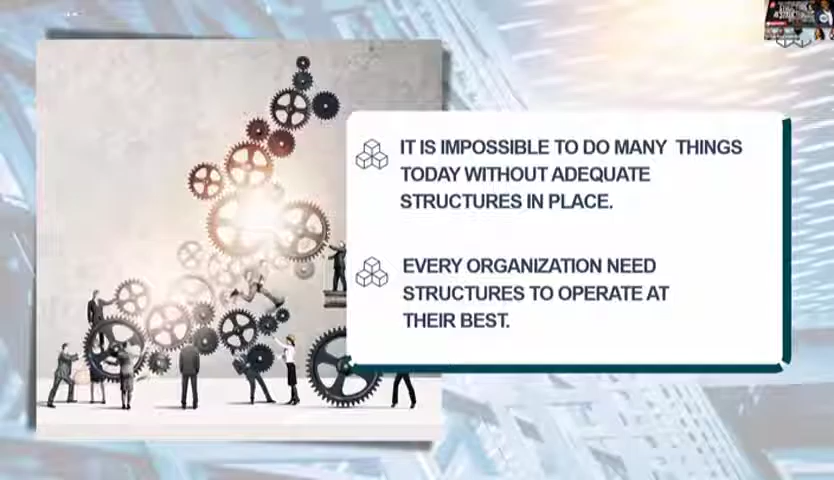 IT IS IMPOSSIBLE TO DO MANY THINGS
TODAY WITHOUT ADEQUATE
STRUCTURES IN PLACE.
EVERY ORGANIZATION NEED
STRUCTURES TO OPERATE AT
THEIR BEST.